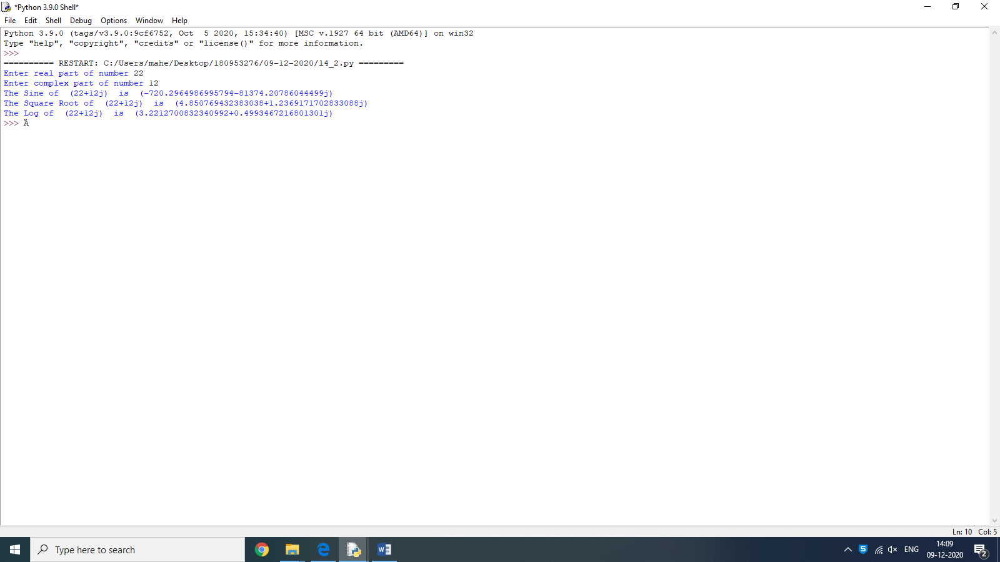 *Python 3.9.0 Shell*
File Edit Shell Debug Options Window Help
Python 3.9.0 (tags/v3.9.0:9cf6752, Oct  5 2020, 15:34:40) [MSC v.1927 64 bit (AMD64)] on win32
Type "help", "copyright", "credits" or "license()" for more information.
>>>
========== RESTART: C:/Users/mahe/Desktop/180953276/09-12-2020/l4_2.py =========
Enter real part of number 22
Enter complex part of number 12
The Sine of  (22+12j)  is  (-720.2964986995794-81374.20786044499j)
The Square Root of  (22+12j)  is  (4.850769432383038+1.2369171702833088j)
The Log of  (22+12j)  is  (3.2212700832340992+0.4993467216801301j)
>>> Ä
Ln: 10 Col: 5
Type here to search
ENG
14:09
09-12-2020
2